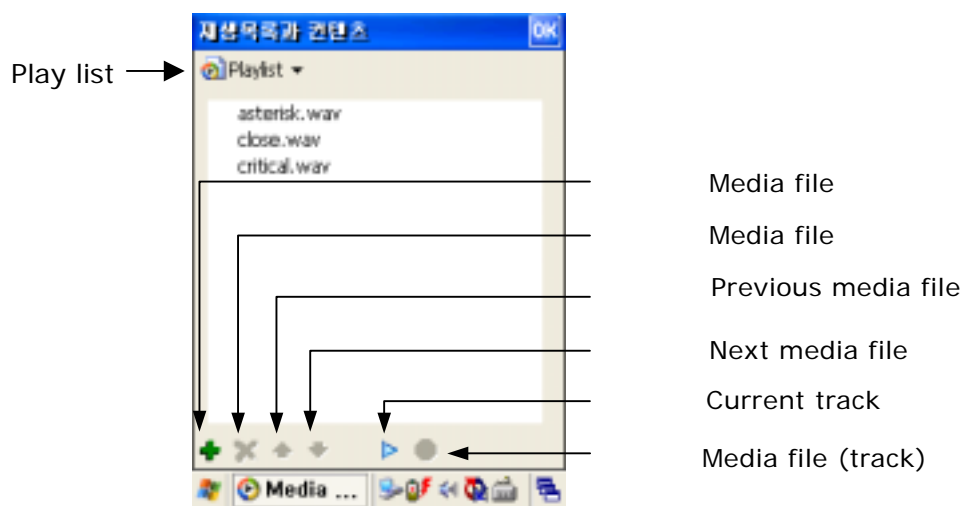 재생목록과 컨텐츠
OK
Play list
Playlist
asterisk.wav
close.wav
critical.wav
Media file
Media file
Previous media file
Next media file
Current track
Media file (track)
Media ...